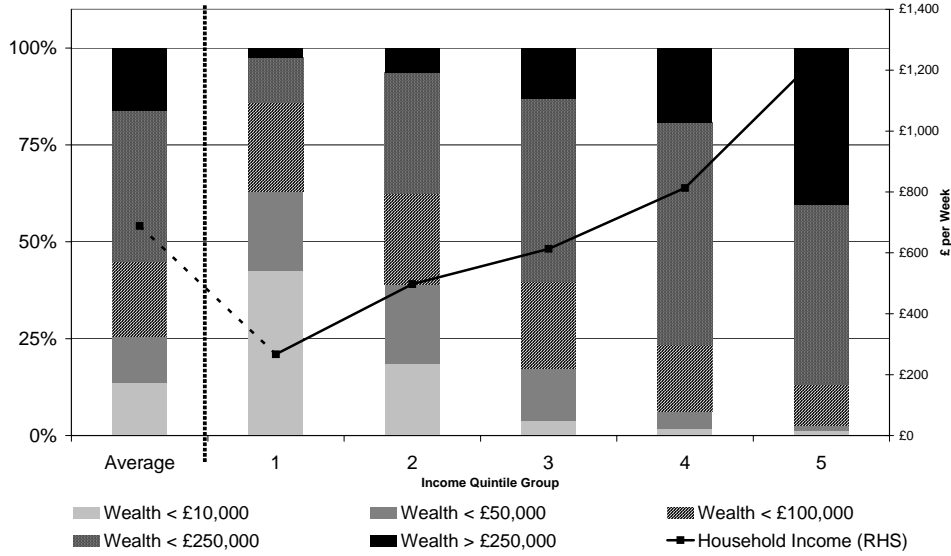 £1,400
100%
£1,200
£1,000
75%
£800
£ per Week
50%
£600
£400
25%
£200
0%
£0
Average 1 2 3 4 5
Income Quintile Group
Wealth < £10,000 Wealth < £50,000 Wealth < £100,000
Wealth < £250,000 Wealth > £250,000 Household Income (RHS)